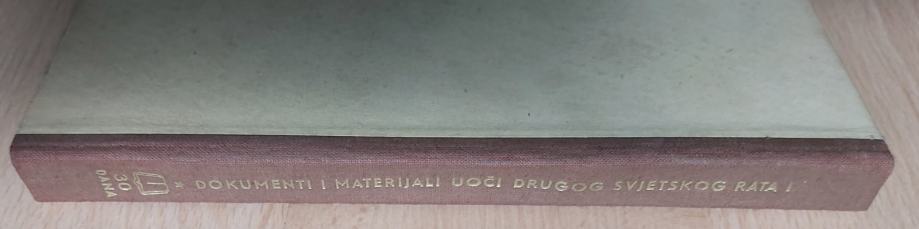 30
DANA
DOKUMENTI I MATERIJALI UOČI DRUGOG SVJETSKOG RATA I